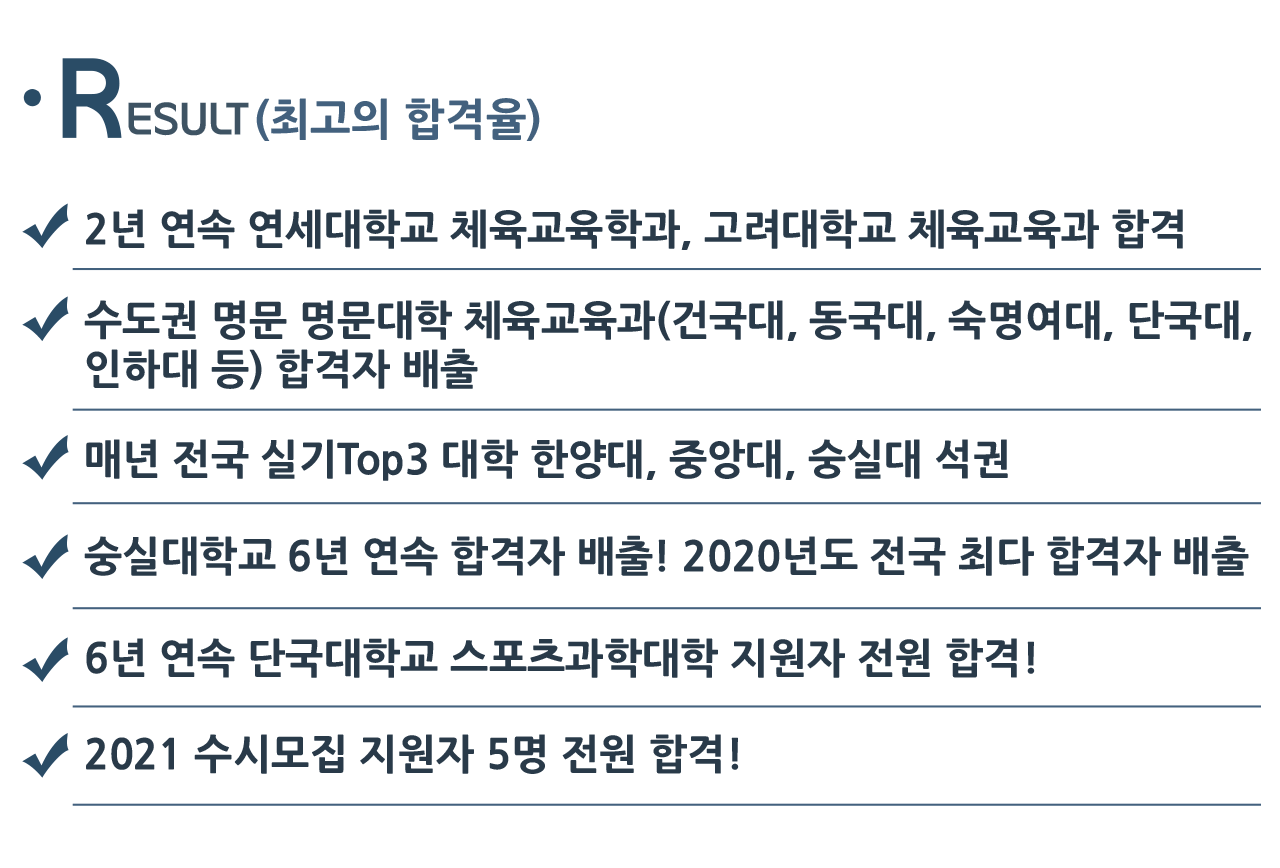 • RESULT (최고의 합격율)
2년 연속 연세대학교 체육교육학과, 고려대학교 체육교육과 합격
수도권 명문 명문대학 체육교육과(건국대, 동국대, 숙명여대, 단국대,
인하대 등) 합격자 배출
매년 전국 실기Top3 대학 한양대, 중앙대, 숭실대 석권
숭실대학교 6년 연속 합격자 배출! 2020년도 전국 최다 합격자 배출
6년 연속 단국대학교 스포츠과학대학 지원자 전원 합격!
2021 수시모집 지원자 5명 전원 합격!